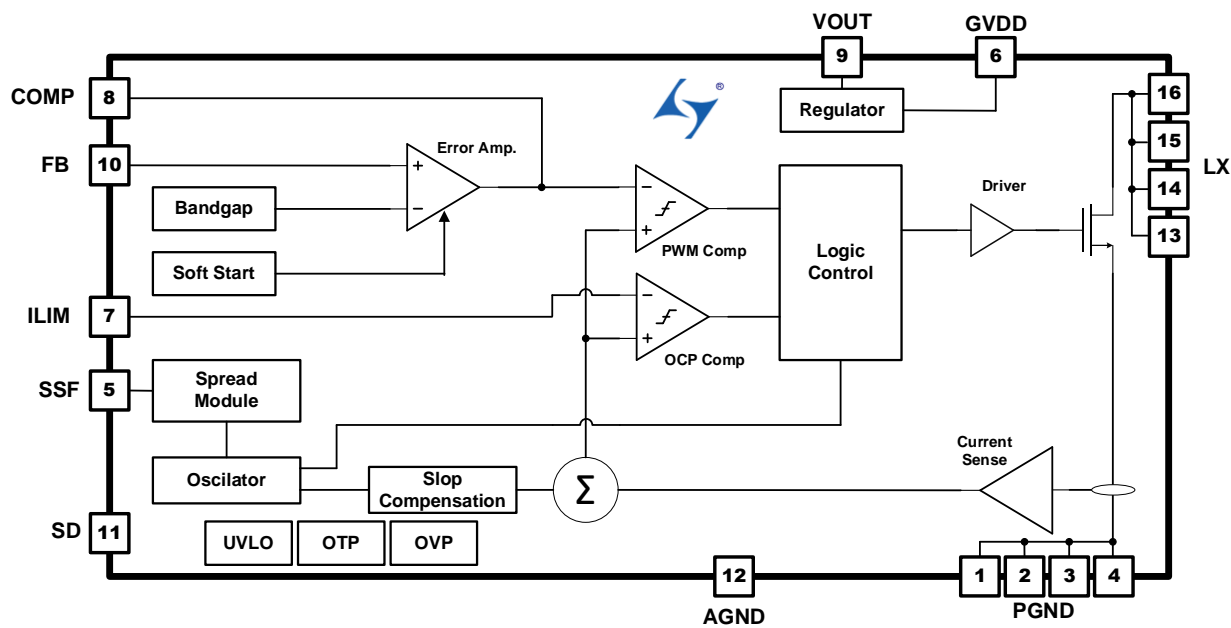 VOUT
GVDD
9
6
COMP
8
®
Regulator
16
FB
10
Error Amp.
+
−
15
LX
14
13
Bandgap
−
+
PWM Comp
Driver
Soft Start
Logic
Control
ILIM
7
−
+
OCP Comp
SSF
5
Spread
Module
Oscilator
Slop
Compensation
Σ
Current
Sense
SD
11
UVLO
OTP
OVP
12
AGND
1
2
3
4
PGND